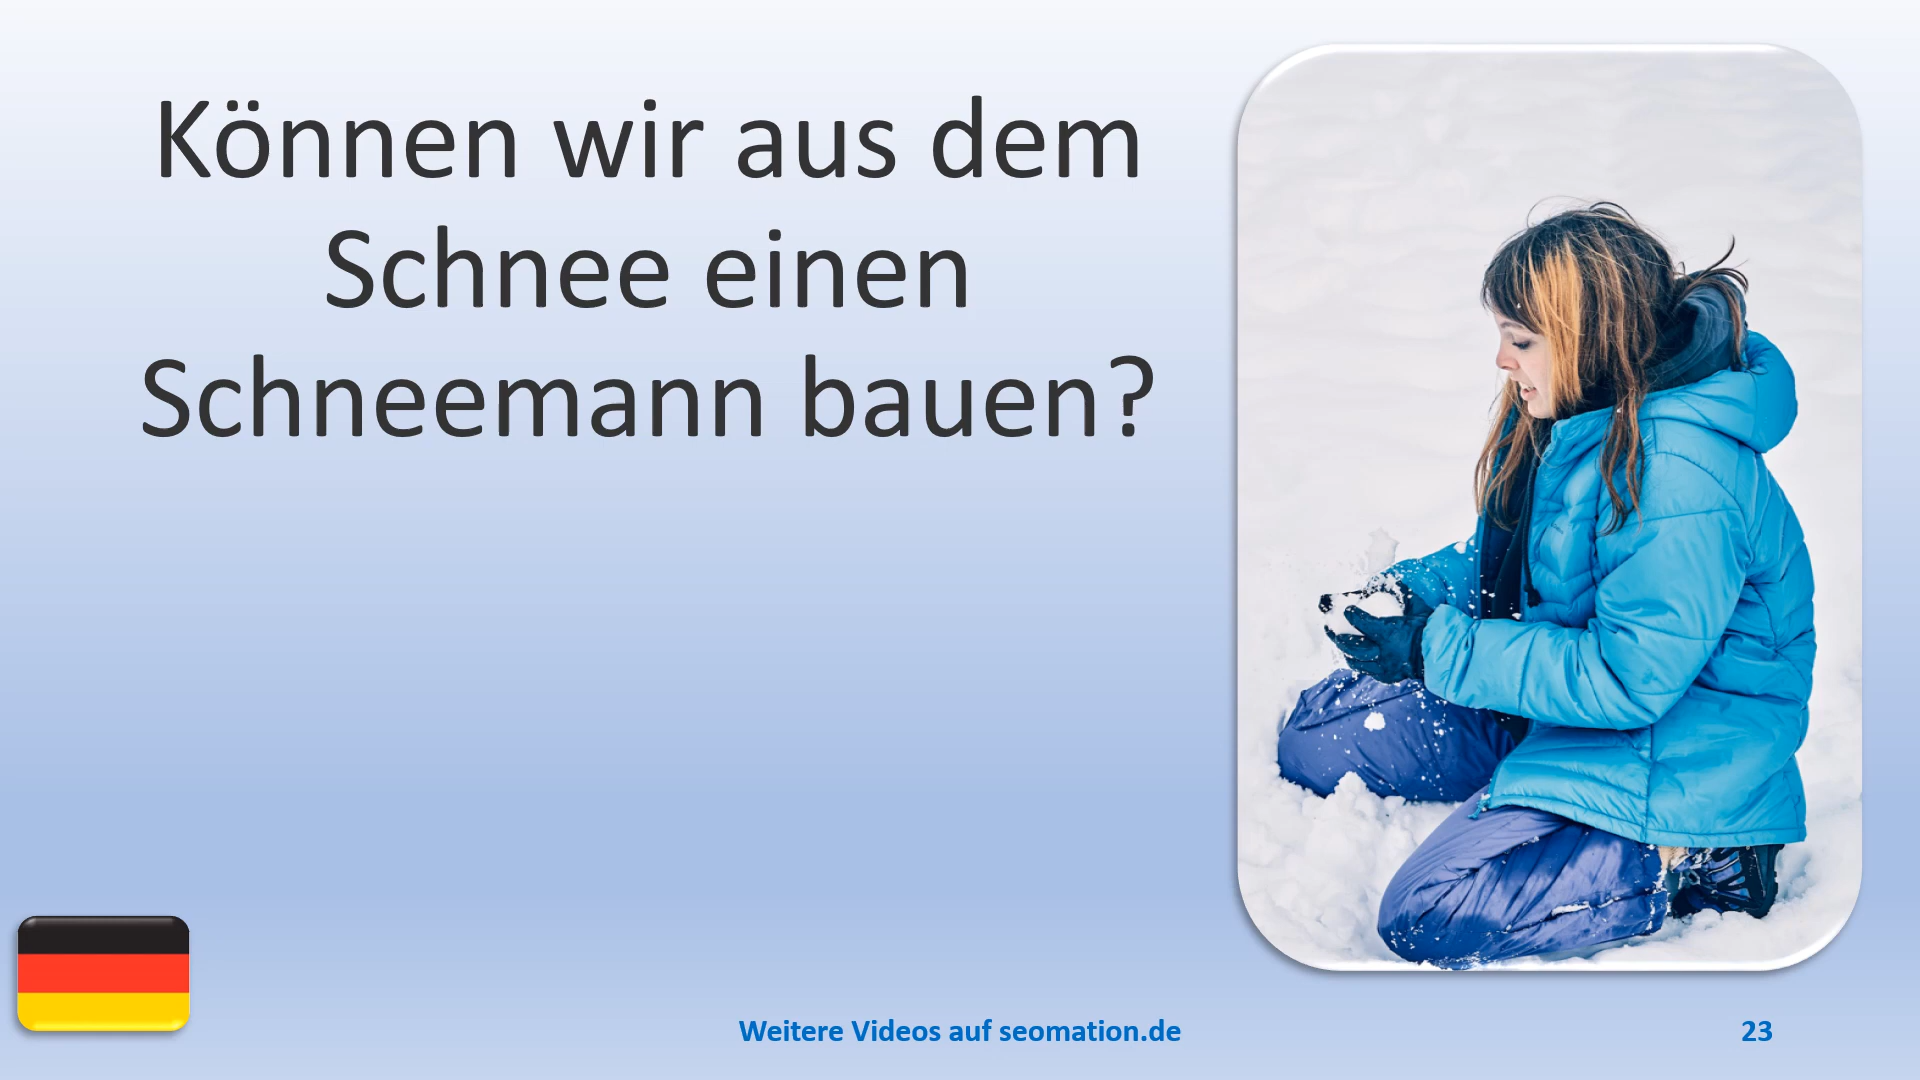 Können wir aus dem
Schnee einen
Schneemann bauen?
Weitere Videos auf seomation.de
23